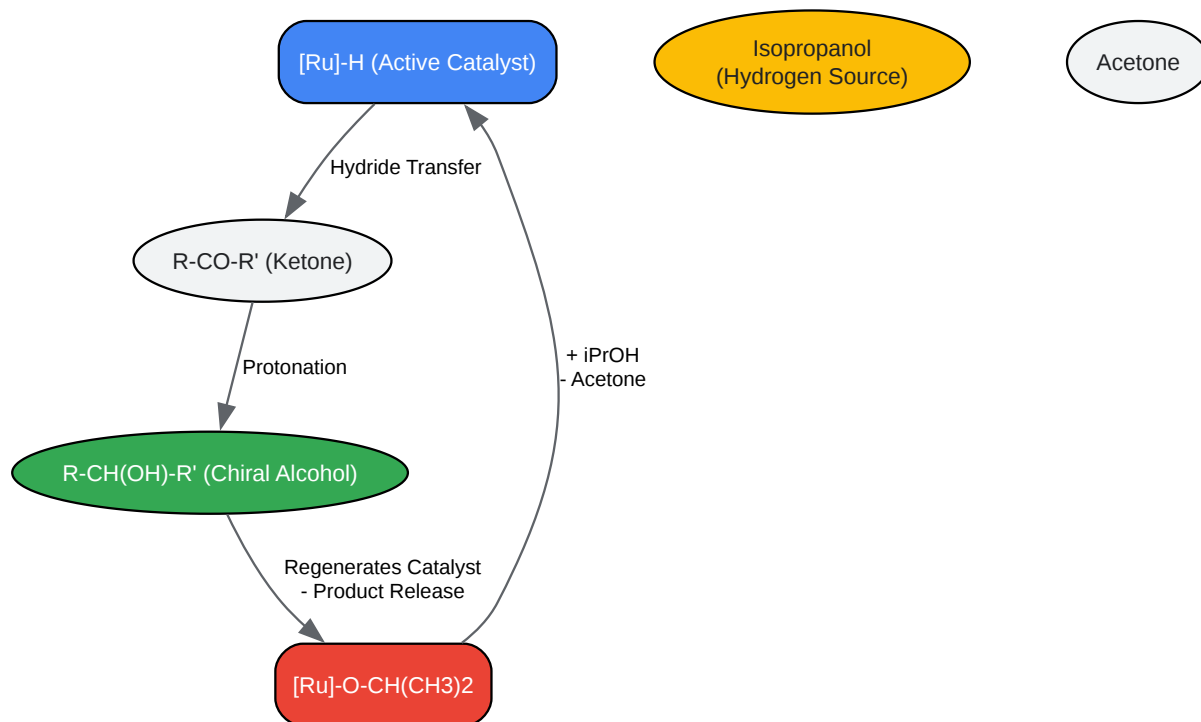 [Ru]-H (Active Catalyst)
Isopropanol
(Hydrogen Source)
Acetone
Hydride Transfer
R-CO-R' (Ketone)
+ iPrOH
- Acetone
Protonation
R-CH(OH)-R' (Chiral Alcohol)
Regenerates Catalyst
- Product Release
[Ru]-O-CH(CH3)2